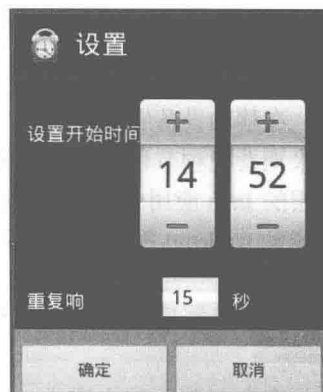 设置
+ +
设置开始时间 14 52
- -
重复响 15 秒
确定 取消